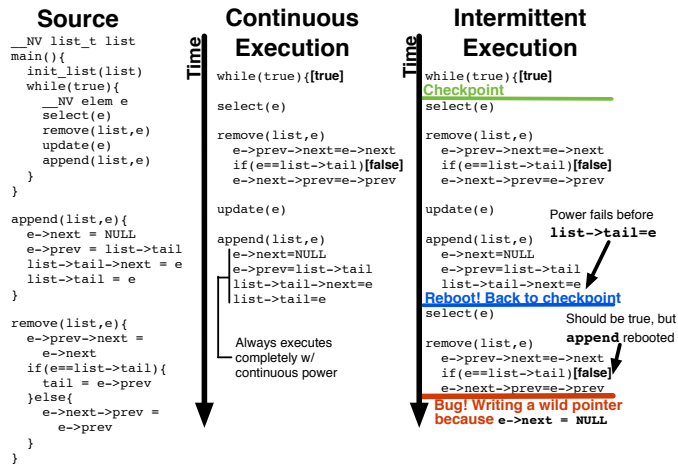 Source
__NV list_t list
main(){
init_list(list)
while(true){
__NV elem e
select(e)
remove(list,e)
update(e)
append(list,e)
}
}
append(list,e){
e->next = NULL
e->prev = list->tail
list->tail->next = e
list->tail = e
}
remove(list,e){
e->prev->next =
e->next
if(e==list->tail){
tail = e->prev
}else{
e->next->prev =
e->prev
}
}
Continuous
Execution
Time
while(true){[true]
select(e)
remove(list,e)
e->prev->next=e->next
if(e==list->tail)[false]
e->next->prev=e->prev
update(e)
append(list,e)
e->next=NULL
e->prev=list->tail
list->tail->next=e
list->tail=e
Always executes
completely w/
continuous power
Intermittent
Execution
Time
while(true){[true]
Checkpoint
select(e)
remove(list,e)
e->prev->next=e->next
if(e==list->tail)[false]
e->next->prev=e->prev
update(e)
Power fails before
list->tail=e
append(list,e)
e->next=NULL
e->prev=list->tail
list->tail->next=e
Reboot! Back to checkpoint
select(e)
Should be true, but
append rebooted
remove(list,e)
e->prev->next=e->next
if(e==list->tail)[false]
e->next->prev=e->prev
Bug! Writing a wild pointer
because e->next = NULL